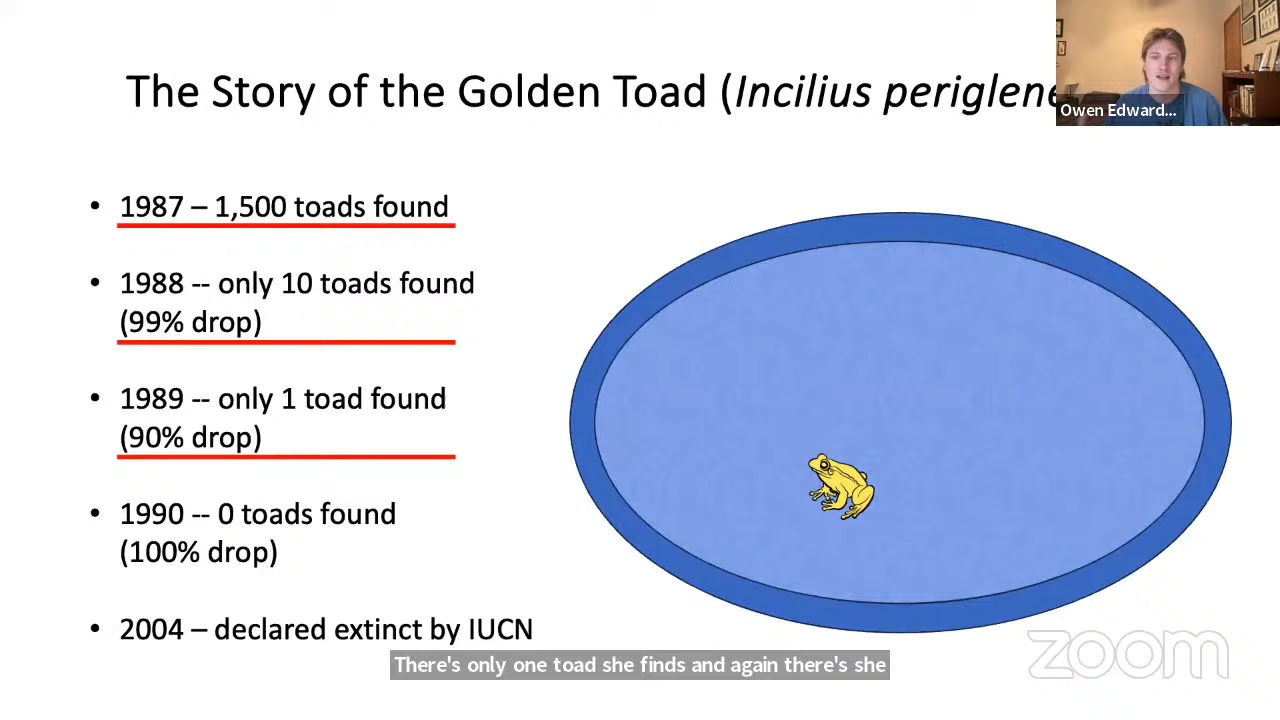 The Story of the Golden Toad (Incilius periglene
Owen Edward...
• 1987 – 1,500 toads found
• 1988 -- only 10 toads found
(99% drop)
• 1989 -- only 1 toad found
(90% drop)
• 1990 -- 0 toads found
(100% drop)
• 2004 – declared extinct by IUCN
There's only one toad she finds and again there's she
zoom